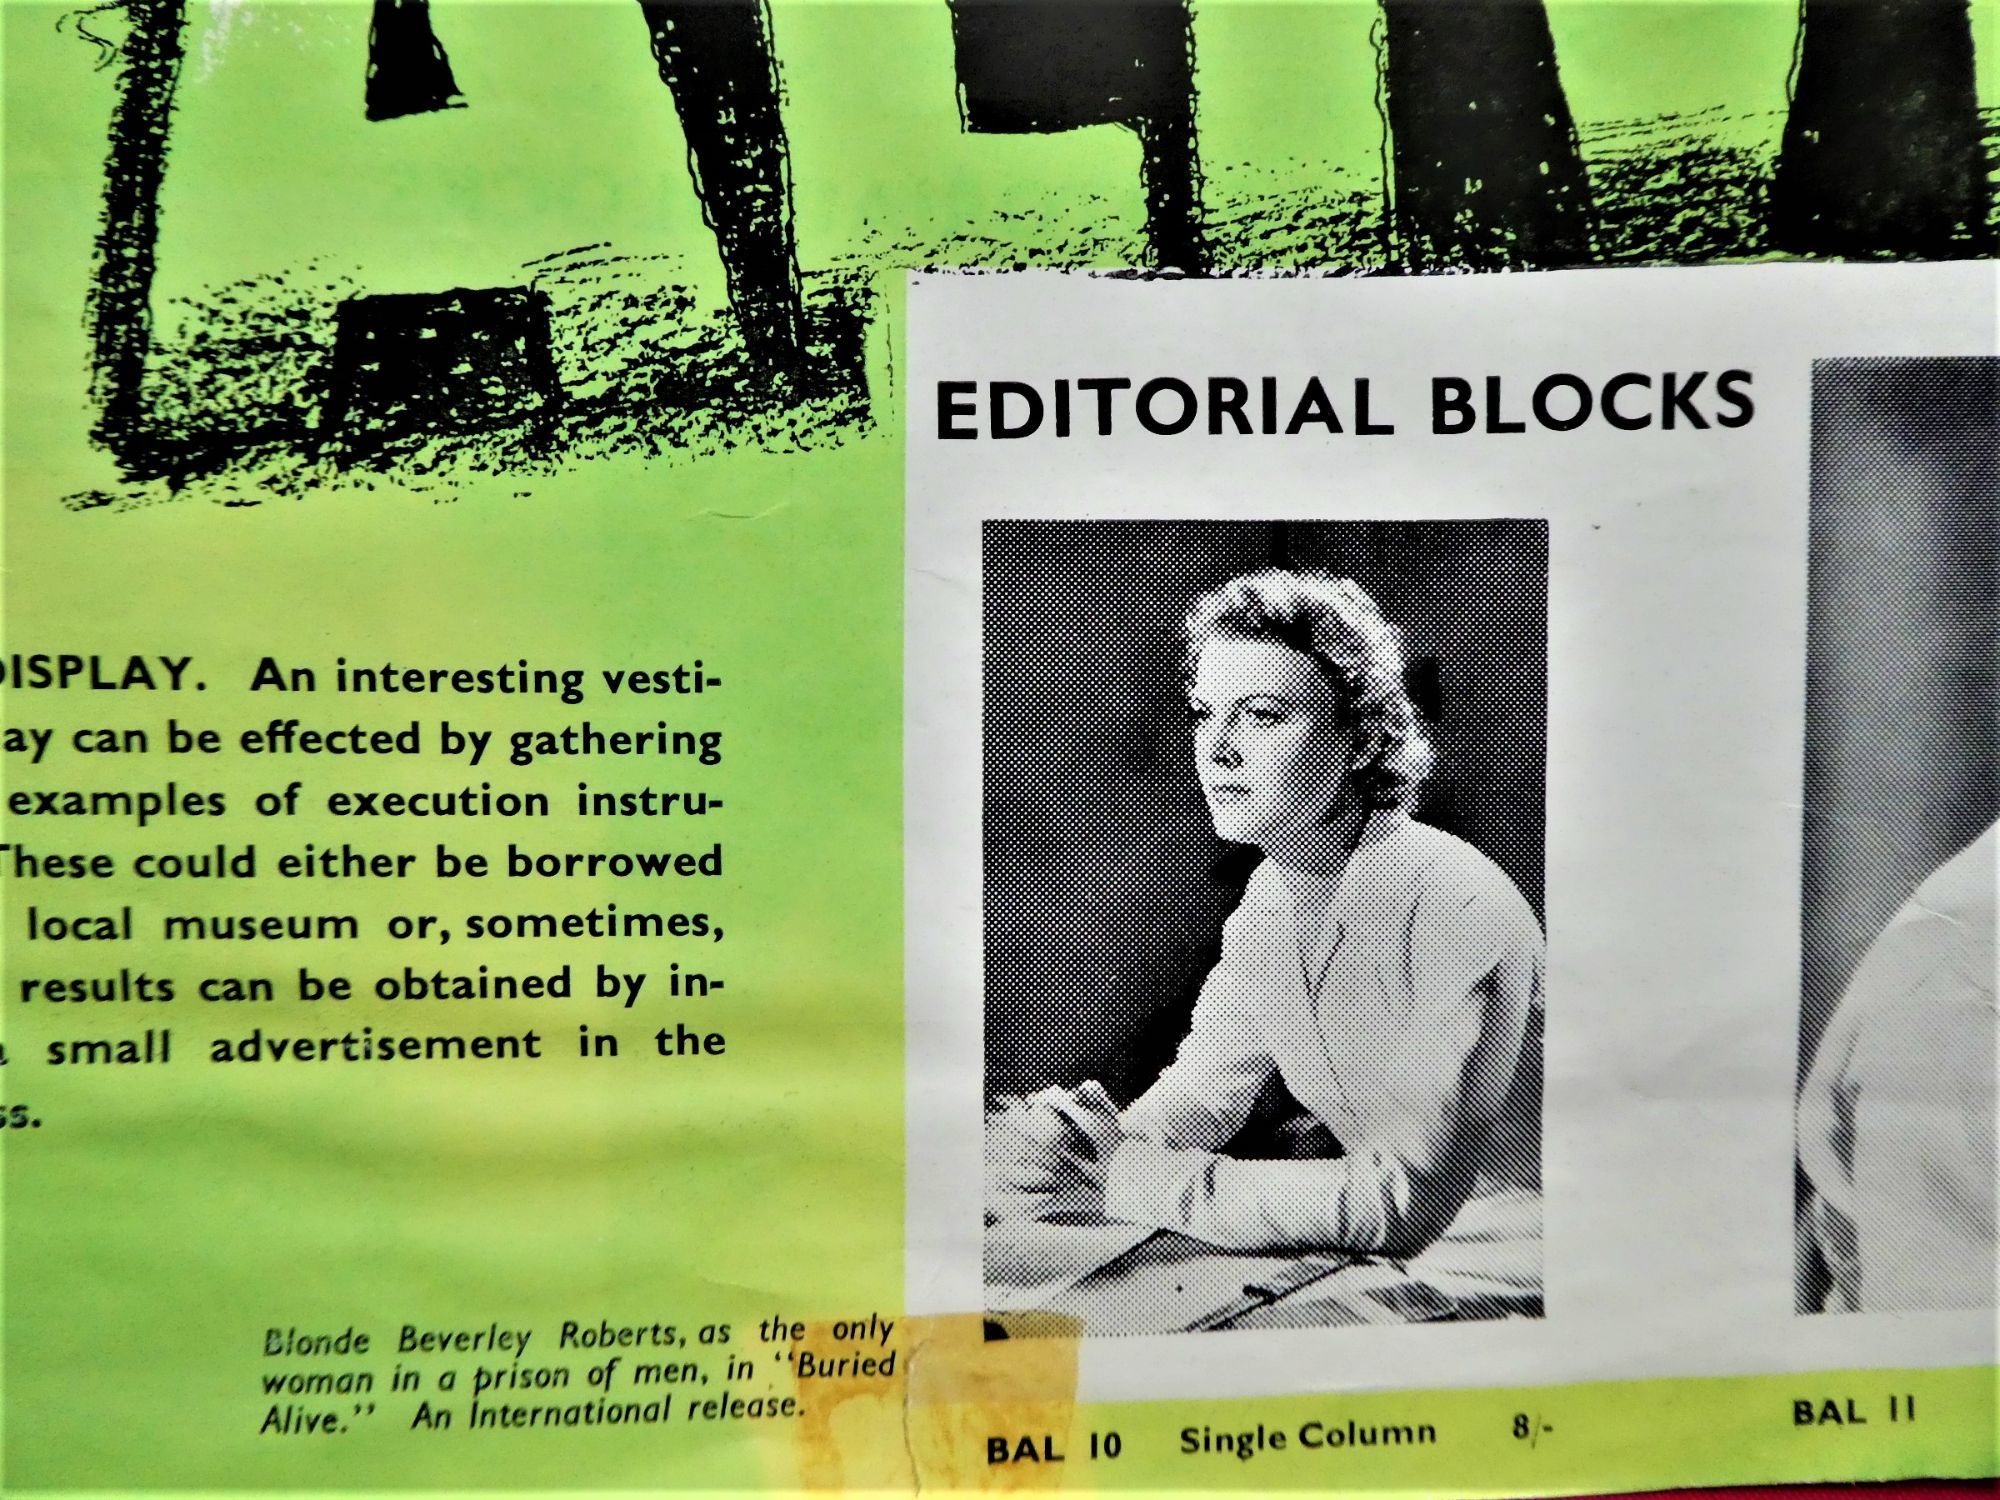 EDITORIAL BLOCKS
DISPLAY. An interesting vesti-
ay can be effected by gathering
examples of execution instru-
These could either be borrowed
local museum or, sometimes,
results can be obtained by in-
small advertisement in the
ss.
Blonde Beverley Roberts, as the only
woman in a prison of men, in "Buried
Alive." An International release.
BAL 10 Single Column 8/-
BAL 11